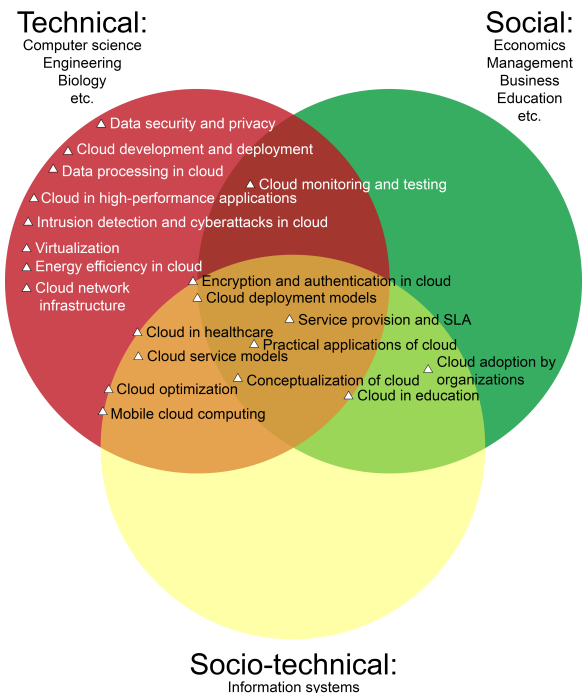 Technical:
Computer science
Engineering
Biology
etc.
Social:
Economics
Management
Business
Education
etc.
Data security and privacy
Cloud development and deployment
Data processing in cloud
Cloud monitoring and testing
Cloud in high-performance applications
Intrusion detection and cyberattacks in cloud
Virtualization
Energy efficiency in cloud
Cloud network
infrastructure
Encryption and authentication in cloud
Cloud deployment models
Service provision and SLA
Cloud in healthcare
Practical applications of cloud
Cloud service models
Cloud adoption by
organizations
Conceptualization of cloud
Cloud optimization
Cloud in education
Mobile cloud computing
Socio-technical:
Information systems